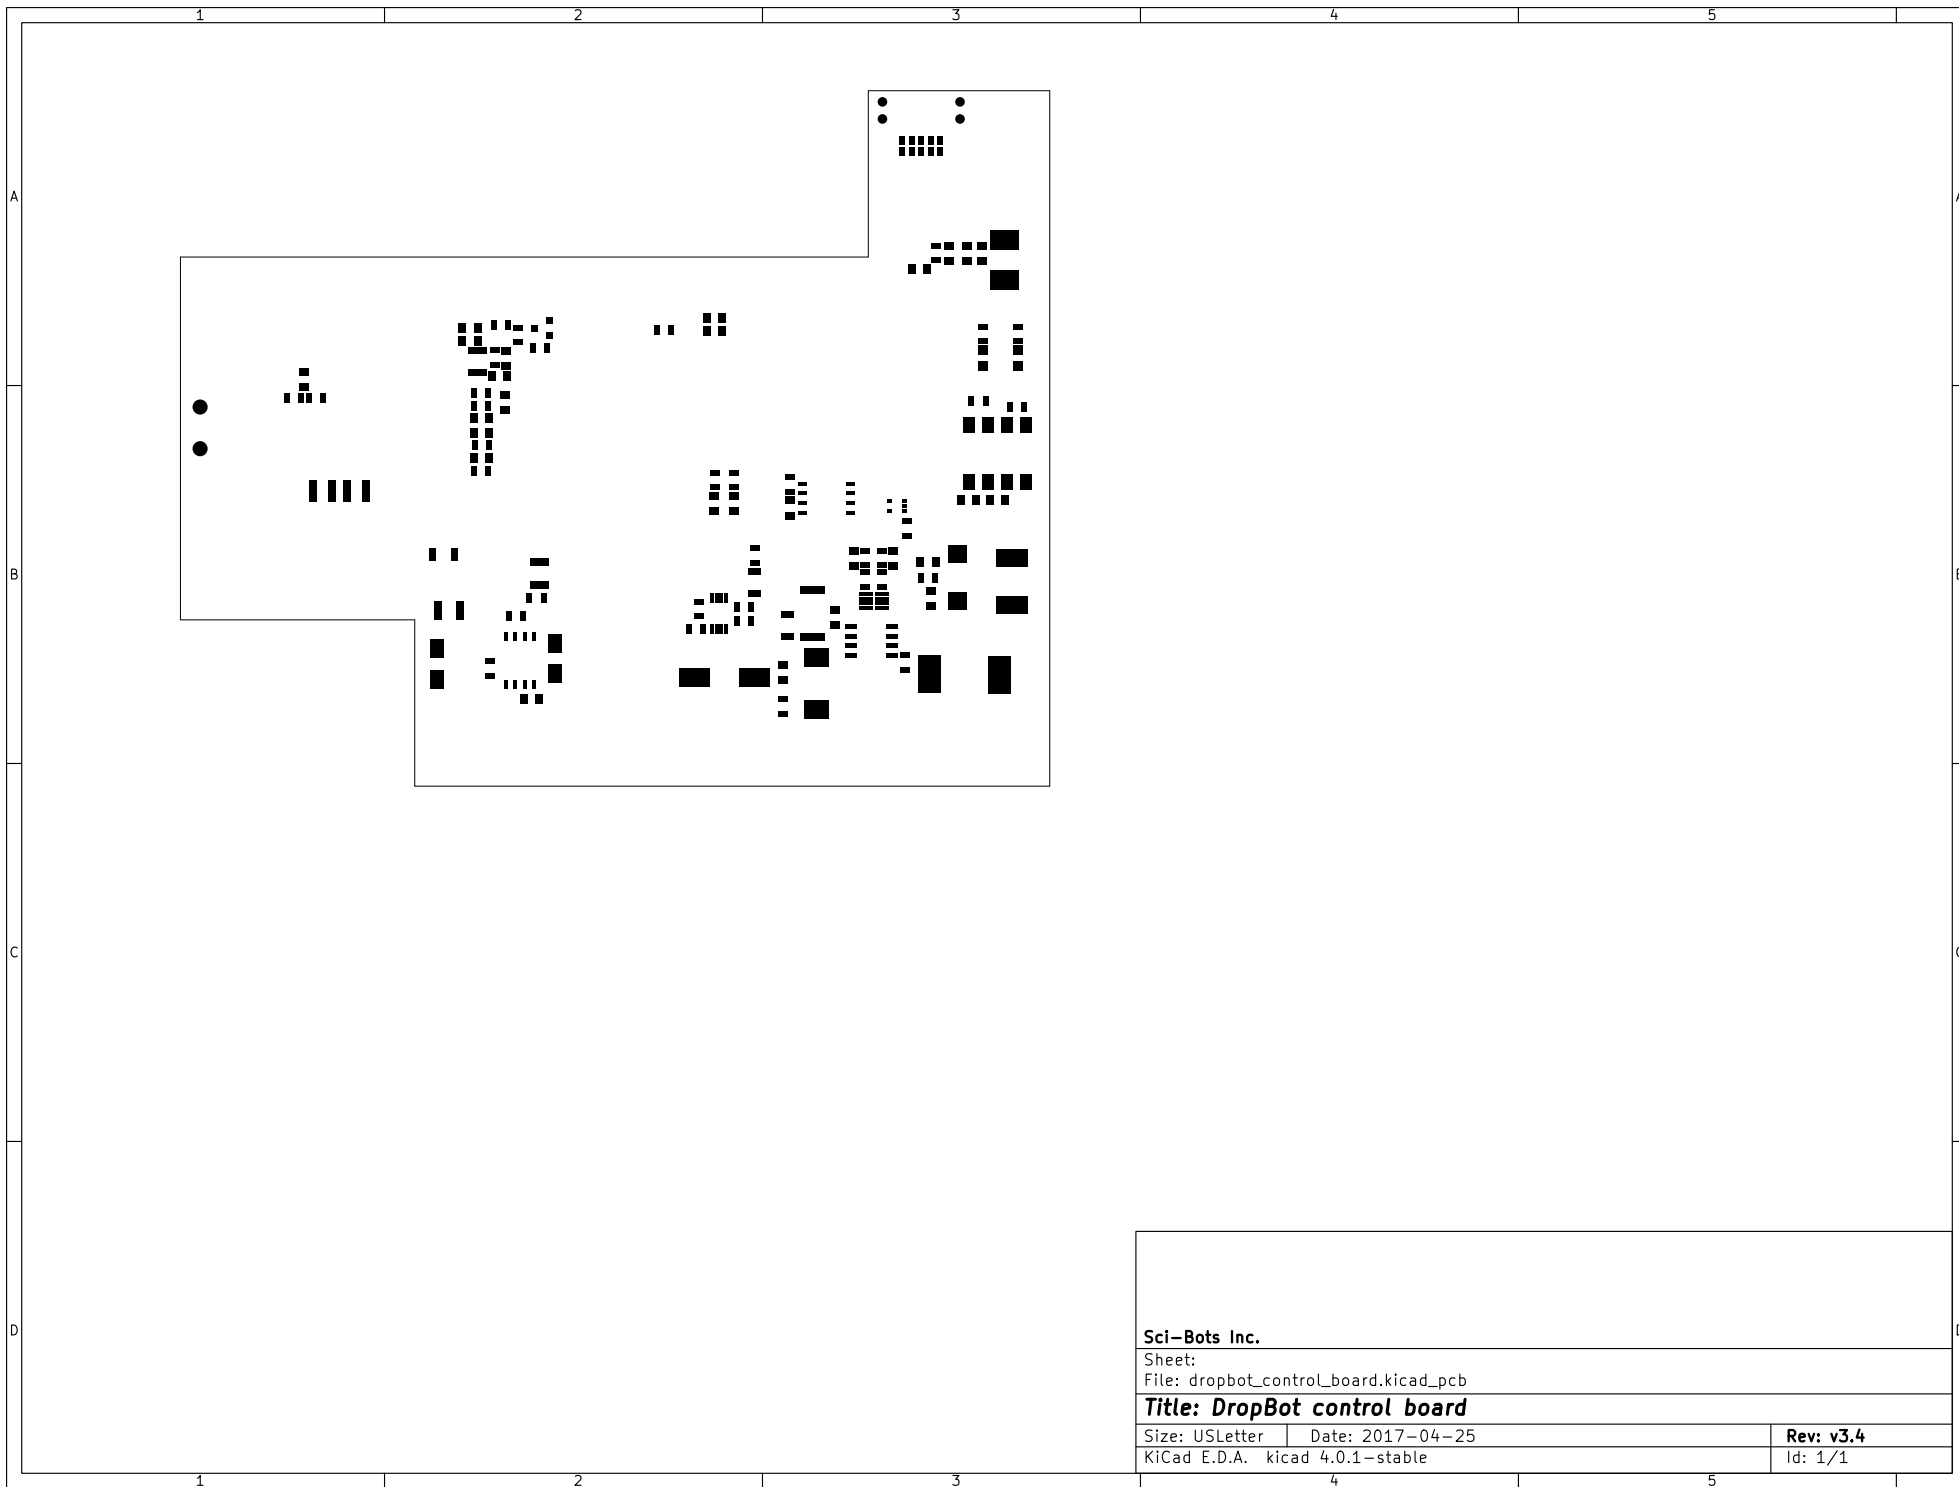 1 2 3 4 5
A A
B B
C C
D D
Sci-Bots Inc.
Sheet:
File: dropbot_control_board.kicad_pcb
Title: DropBot control board
Size: USLetter Date: 2017-04-25 Rev: v3.4
KiCad E.D.A. kicad 4.0.1-stable Id: 1/1
1 2 3 4 5